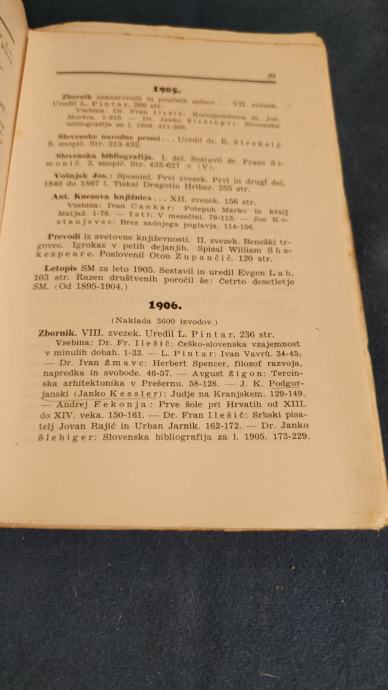 39
1905.
Zbornik znanstvenih in poučnih spisov... VII. zvezek.
Uredil L. Pintar. 266 str.
Vsebina: Dr. Fran Ilešič: Korespondenca dr. Jos.
Muršca. 1-210. — Dr. Janko Šlebinger: Slovenska
bibliografija za l. 1904. 211-266.
Slovenske narodne pesmi... Uredil dr. K. Štrekelj.
9. snopič. Str. 213-432.
Slovenska bibliografija. I. del. Sestavil dr. Franc Si-
monič. 3. snopič. Str. 433-627 + (V).
Vošnjak Jos.: Spomini. Prvi zvezek. Prvi in drugi del.
1840 do 1867 l. Tiskal Dragotin Hribar. 255 str.
Ant. Knezova knjižnica... XII. zvezek. 156 str.
Vsebina: Ivan Cankar: Potepuh Marko in kralj
Matjaž. 1-78. — Isti: V mesečini. 79-113. — Jos. Ko-
stanjevec: Brez zadnjega poglavja. 114-156.
Prevodi iz svetovne književnosti. II. zvezek. Beneški tr-
govec. Igrokaz v petih dejanjih. Spisal William Sha-
kespeare. Poslovenil Oton Zupančič. 120 str.
Letopis SM za leto 1905. Sestavil in uredil Evgen Lah.
103 str. Razen društvenih poročil še: Četrto desetletje
SM. (Od 1895-1904.)
1906.
(Naklada 3600 izvodov.)
Zbornik. VIII. zvezek. Uredil L. Pintar. 236 str.
Vsebina: Dr. Fr. Ilešič: Češko-slovenska vzajemnost
v minulih dobah. 1-33. — L. Pintar: Ivan Vavrů. 34-45.
— Dr. Ivan Žmavc: Herbert Spencer, filozof razvoja,
napredka in svobode. 46-57. — Avgust Žigon: Tercin-
ska arhitektonika v Prešernu. 58-128. — J. K. Podgor-
janski (Janko Kessler): Judje na Kranjskem. 129-149.
— Andrej Fekonja: Prve šole pri Hrvatih od XIII.
do XIV. veka. 150-161. — Dr. Fran Ilešič: Srbski pisa-
telj Jovan Rajić in Urban Jarnik. 162-172. — Dr. Janko
Šlebiger: Slovenska bibliografija za l. 1905. 173-229.